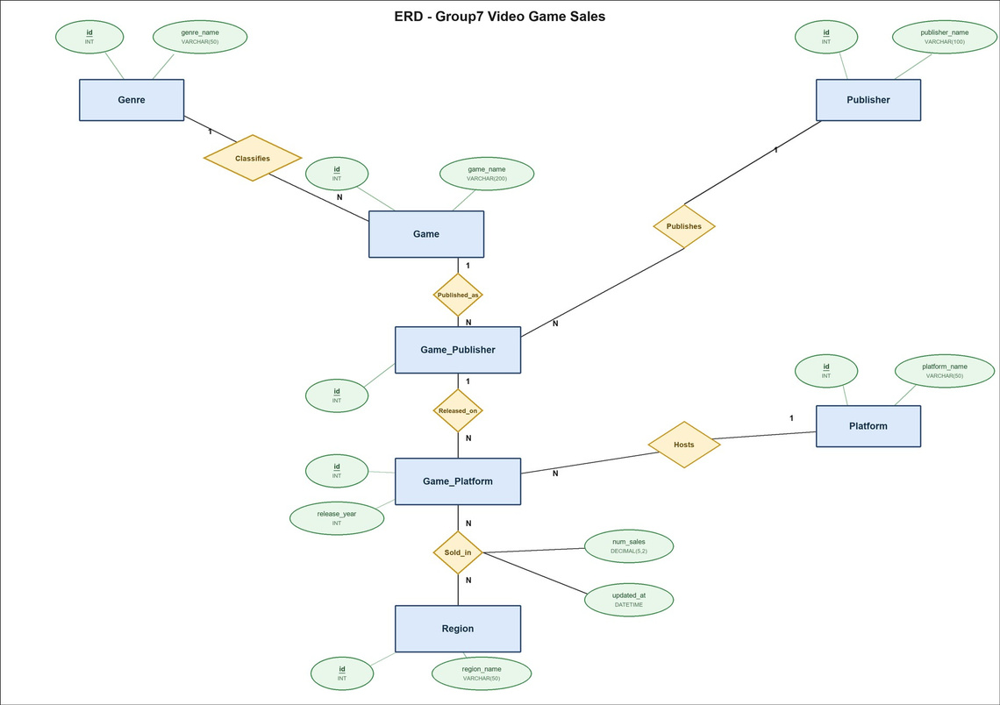 ERD - Group7 Video Game Sales
id
INT
genre_name
VARCHAR(50)
id
INT
publisher_name
VARCHAR(100)
Genre
Publisher
1
1
Classifies
id
INT
game_name
VARCHAR(200)
N
Game
Publishes
1
Published_as
N
N
Game_Publisher
id
INT
platform_name
VARCHAR(50)
1
id
INT
Released_on
1
Platform
N
Hosts
id
INT
Game_Platform
N
release_year
INT
N
num_sales
DECIMAL(5,2)
Sold_in
N
updated_at
DATETIME
Region
id
INT
region_name
VARCHAR(50)